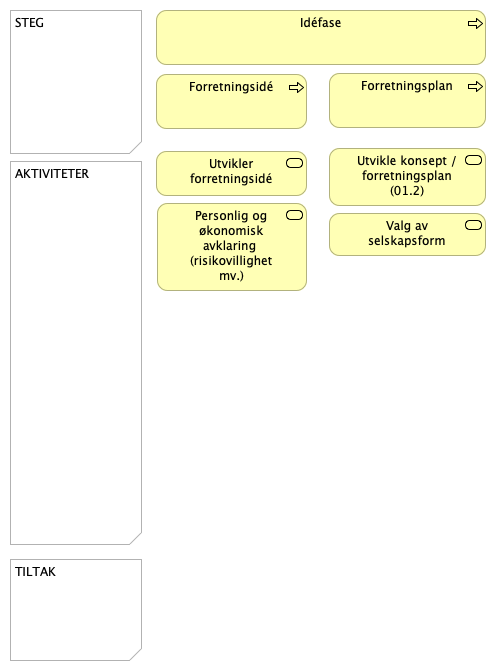 STEG
Idéfase
Forretningsidé
Forretningsplan
AKTIVITETER
Utvikler
forretningsidé
Utvikle konsept /
forretningsplan
(01.2)
Personlig og
økonomisk
avklaring
(risikovillighet
mv.)
Valg av
selskapsform
TILTAK